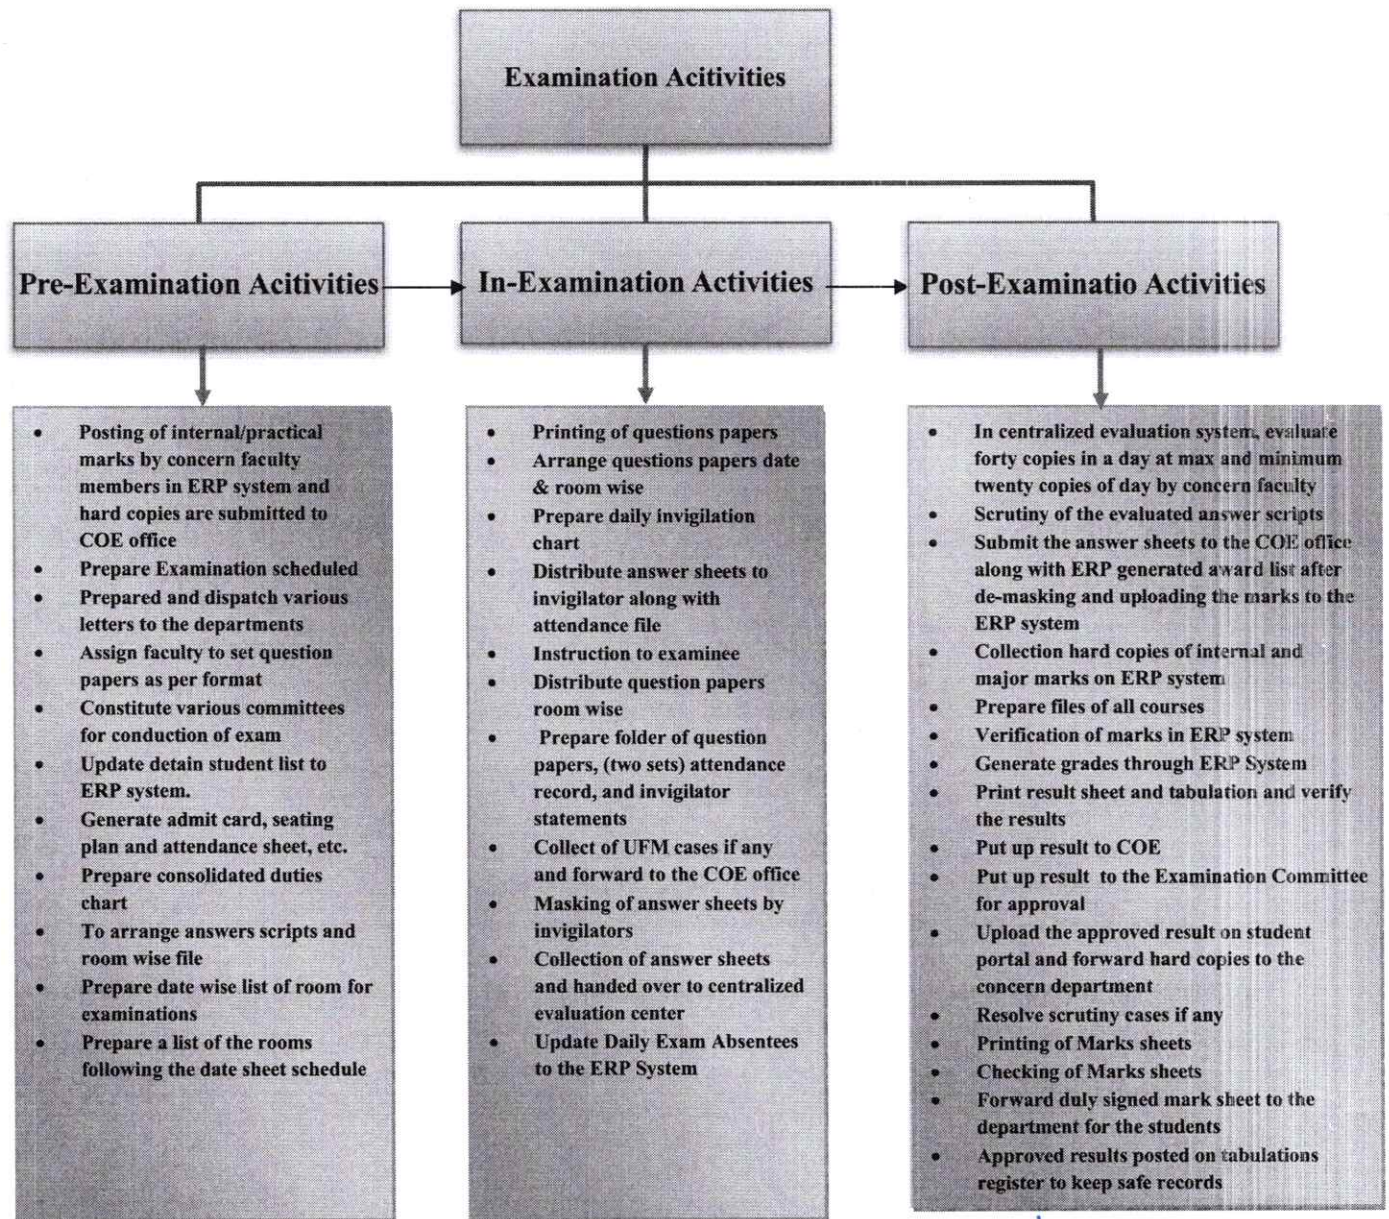 Examination Acitivities
Pre-Examination Acitivities
In-Examination Activities
Post-Examinatio Activities
• Posting of internal/practical
marks by concern faculty
members in ERP system and
hard copies are submitted to
COE office
• Prepare Examination scheduled
• Prepared and dispatch various
letters to the departments
• Assign faculty to set question
papers as per format
• Constitute various committees
for conduction of exam
• Update detain student list to
ERP system.
• Generate admit card, seating
plan and attendance sheet, etc.
• Prepare consolidated duties
chart
• To arrange answers scripts and
room wise file
• Prepare date wise list of room for
examinations
• Prepare a list of the rooms
following the date sheet schedule
• Printing of questions papers
• Arrange questions papers date
& room wise
• Prepare daily invigilation
chart
• Distribute answer sheets to
invigilator along with
attendance file
• Instruction to examinee
• Distribute question papers
room wise
• Prepare folder of question
papers, (two sets) attendance
record, and invigilator
statements
• Collect of UFM cases if any
and forward to the COE office
• Masking of answer sheets by
invigilators
• Collection of answer sheets
and handed over to centralized
evaluation center
• Update Daily Exam Absentees
to the ERP System
• In centralized evaluation system, evaluate
forty copies in a day at max and minimum
twenty copies of day by concern faculty
• Scrutiny of the evaluated answer scripts
• Submit the answer sheets to the COE office
along with ERP generated award list after
de-masking and uploading the marks to the
ERP system
• Collection hard copies of internal and
major marks on ERP system
• Prepare files of all courses
• Verification of marks in ERP system
• Generate grades through ERP System
• Print result sheet and tabulation and verify
the results
• Put up result to COE
• Put up result to the Examination Committee
for approval
• Upload the approved result on student
portal and forward hard copies to the
concern department
• Resolve scrutiny cases if any
• Printing of Marks sheets
• Checking of Marks sheets
• Forward duly signed mark sheet to the
department for the students
• Approved results posted on tabulations
register to keep safe records